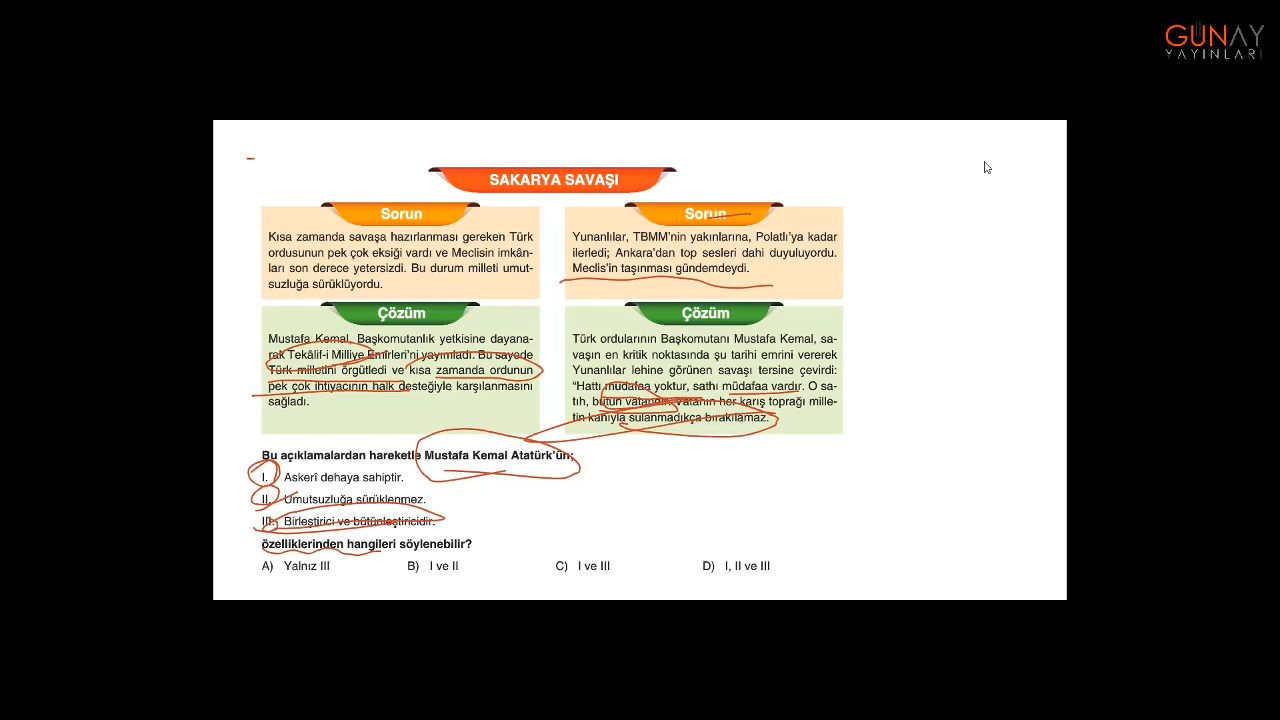 GÜNAY
YAYINLARI
SAKARYA SAVAŞI
Sorun
Kısa zamanda savaşa hazırlanması gereken Türk
ordusunun pek çok eksiği vardı ve Meclisin imkân-
ları son derece yetersizdi. Bu durum milleti umut-
suzluğa sürüklüyordu.
Sorun
Yunanlılar, TBMM'nin yakınlarına, Polatlı'ya kadar
ilerledi; Ankara'dan top sesleri dahi duyuluyordu.
Meclis'in taşınması gündemdeydi.
Çözüm
Mustafa Kemal, Başkomutanlık yetkisine dayana-
rak Tekâlif-i Milliye Emirleri'ni yayımladı. Bu sayede
Türk milletini örgütledi ve kısa zamanda ordunun
pek çok ihtiyacının halk desteğiyle karşılanmasını
sağladı.
Çözüm
Türk ordularının Başkomutanı Mustafa Kemal, sa-
vaşın en kritik noktasında şu tarihi emrini vererek
Yunanlılar lehine görünen savaşı tersine çevirdi:
“Hattı müdafaa yoktur, sathı müdafaa vardır. O sa-
tıh, bütün vatandır. Vatanın her karış toprağı mille-
tin kanıyla sulanmadıkça bırakılamaz.
Bu açıklamalardan hareketle Mustafa Kemal Atatürk'ün;
I. Askerî dehaya sahiptir.
II. Umutsuzluğa sürüklenmez.
III. Birleştirici ve bütünleştiricidir.
özelliklerinden hangileri söylenebilir?
A) Yalnız III B) I ve II C) I ve III D) I, II ve III